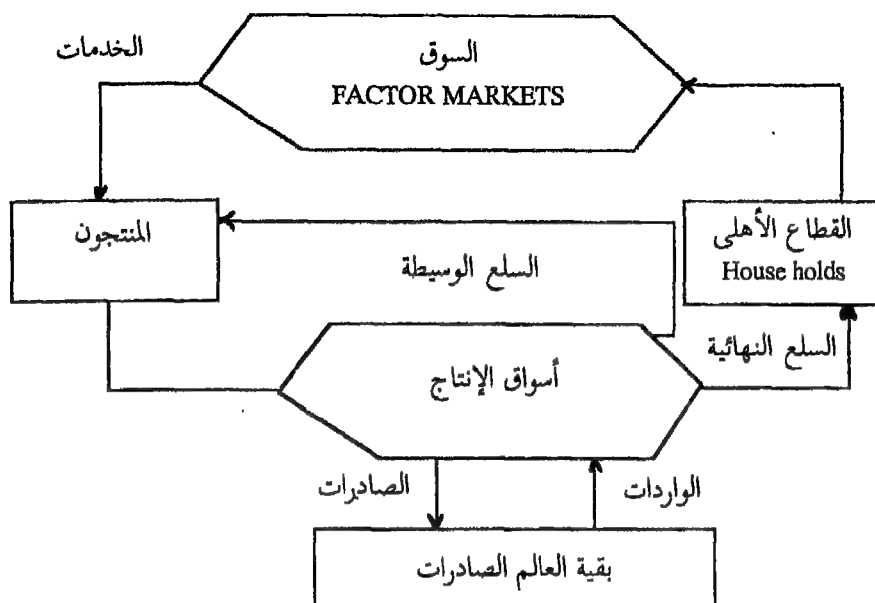 الخدمات
السوق
FACTOR MARKETS
المنتجون
القطاع الأهلى
House holds
السلع الوسيطة
السلع النهائية
أسواق الإنتاج
الصادرات
الواردات
بقية العالم الصادرات